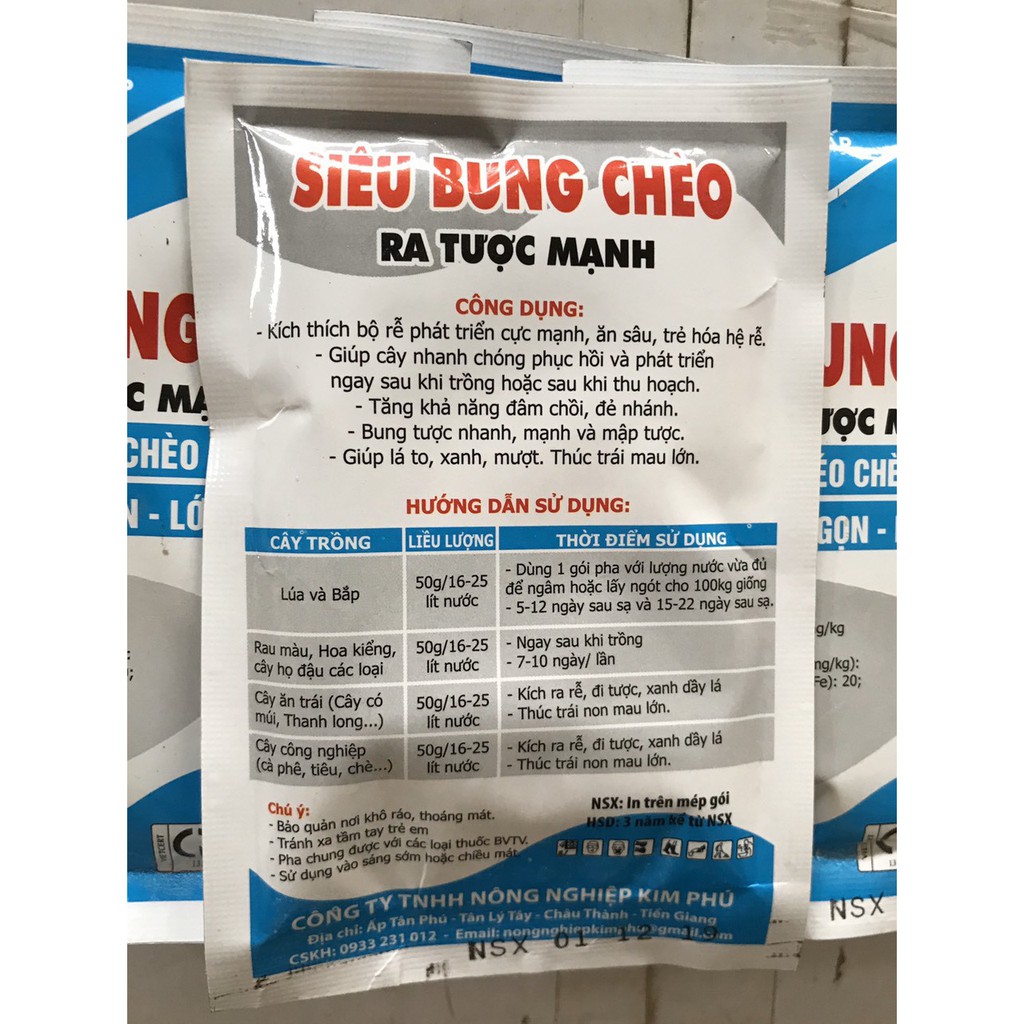 SIÊU BUNG CHÈO
RA TƯỢC MẠNH
CÔNG DỤNG:
- Kích thích bộ rễ phát triển cực mạnh, ăn sâu, trẻ hóa hệ rễ.
- Giúp cây nhanh chóng phục hồi và phát triển
ngay sau khi trồng hoặc sau khi thu hoạch.
- Tăng khả năng đâm chồi, đẻ nhánh.
- Bung tược nhanh, mạnh và mập tược.
- Giúp lá to, xanh, mượt. Thúc trái mau lớn.
HƯỚNG DẪN SỬ DỤNG:
CÂY TRỒNG LIỀU LƯỢNG THỜI ĐIỂM SỬ DỤNG
Lúa và Bắp
50g/16-25
lít nước
- Dùng 1 gói pha với lượng nước vừa đủ
để ngâm hoặc lấy ngót cho 100kg giống
- 5-12 ngày sau sạ và 15-22 ngày sau sạ.
Rau màu, Hoa kiểng,
cây họ đậu các loại
50g/16-25
lít nước
- Ngay sau khi trồng
- 7-10 ngày/ lần
Cây ăn trái (Cây có
múi, Thanh long...)
50g/16-25
lít nước
- Kích ra rễ, đi tược, xanh dầy lá
- Thúc trái non mau lớn.
Cây công nghiệp
(cà phê, tiêu, chè...)
50g/16-25
lít nước
- Kích ra rễ, đi tược, xanh dầy lá
- Thúc trái non mau lớn.
Chú ý:
- Bảo quản nơi khô ráo, thoáng mát.
- Tránh xa tầm tay trẻ em
- Pha chung được với các loại thuốc BVTV.
- Sử dụng vào sáng sớm hoặc chiều mát.
NSX: In trên mép gói
HSD: 3 năm kể từ NSX
CÔNG TY TNHH NÔNG NGHIỆP KIM PHÚ
Địa chỉ: Ấp Tân Phú - Tân Lý Tây - Châu Thành - Tiền Giang
CSKH: 0933 231 012 - Email: nongnghiepkimphu@gmail.com
NSX 01 12 19
NG
C MẠ
CHÈO
N - LỚ
UNG
ƯỢC M
ÉO CHÈ
GỌN -
g/kg
mg/kg):
Fe): 20;
VIETCERT
NSX